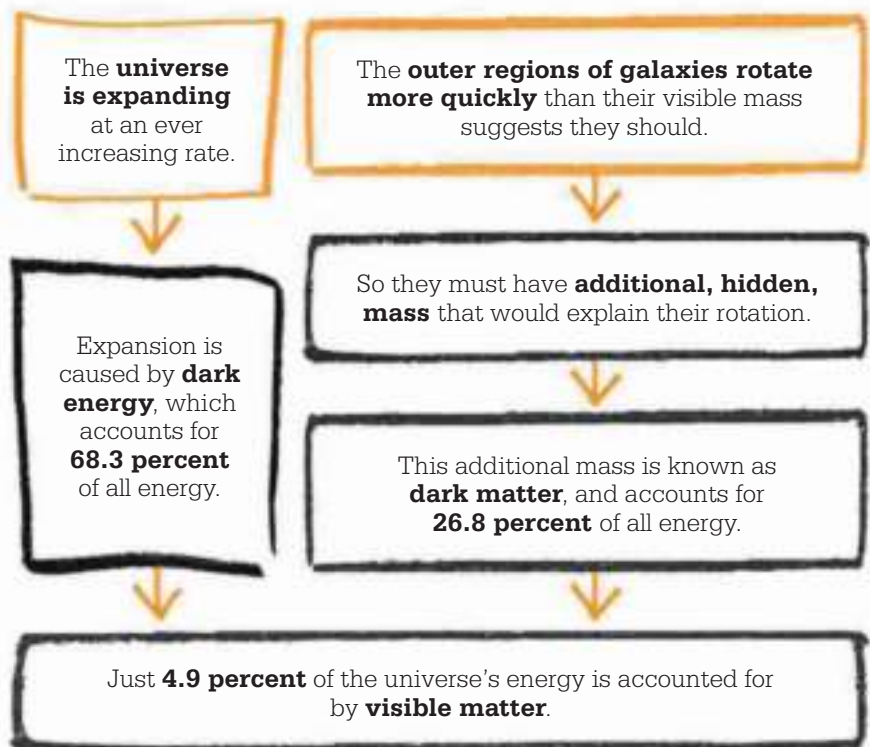 The universe
is expanding
at an ever
increasing rate.
The outer regions of galaxies rotate
more quickly than their visible mass
suggests they should.
So they must have additional, hidden,
mass that would explain their rotation.
Expansion is
caused by dark
energy, which
accounts for
68.3 percent
of all energy.
This additional mass is known as
dark matter, and accounts for
26.8 percent of all energy.
Just 4.9 percent of the universe’s energy is accounted for
by visible matter.